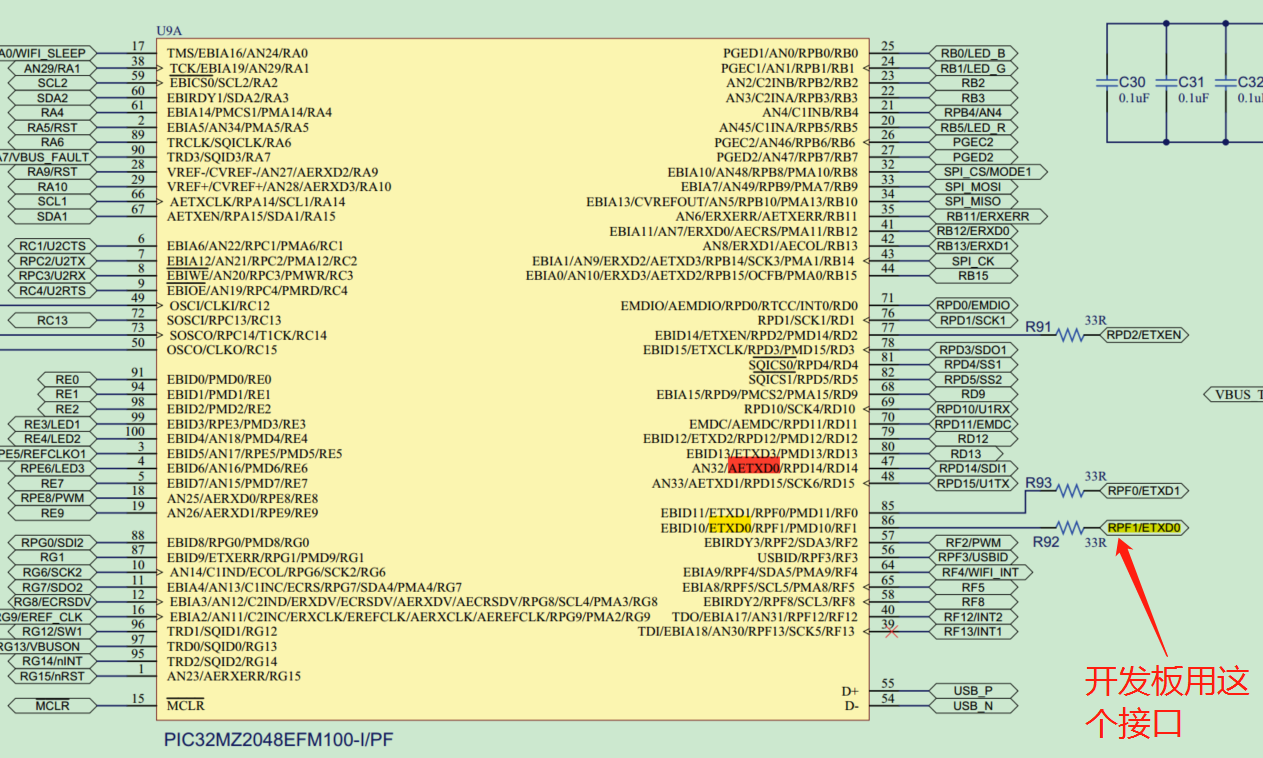 U9A
A0/WIFI_SLEEP 17 TMS/EBIA16/AN24/RA0
AN29/RA1 38 TCK/EBIA19/AN29/RA1
SCL2 59 EBICS0/SCL2/RA2
SDA2 60 EBIRDY1/SDA2/RA3
RA4 61 EBIA14/PMCS1/PMA14/RA4
RA5/RST 2 EBIA5/AN34/PMA5/RA5
RA6 89 TRCLK/SQICLK/RA6
A7/VBUS_FAULT 90 TRD3/SQID3/RA7
RA9/RST 28 VREF-/CVREF-/AN27/AERXD2/RA9
RA10 29 VREF+/CVREF+/AN28/AERXD3/RA10
SCL1 66 AETXCLK/RPA14/SCL1/RA14
SDA1 67 AETXEN/RPA15/SDA1/RA15
RC1/U2CTS 6 EBIA6/AN22/RPC1/PMA6/RC1
RPC2/U2TX 7 EBIA12/AN21/RPC2/PMA12/RC2
RPC3/U2RX 8 EBIWE/AN20/RPC3/PMWR/RC3
RC4/U2RTS 9 EBIOE/AN19/RPC4/PMRD/RC4
49 OSCI/CLKI/RC12
RC13 72 SOSCI/RPC13/RC13
73 SOSCO/RPC14/T1CK/RC14
50 OSCO/CLKO/RC15
RE0 91 EBID0/PMD0/RE0
RE1 94 EBID1/PMD1/RE1
RE2 98 EBID2/PMD2/RE2
RE3/LED1 99 EBID3/RPE3/PMD3/RE3
RE4/LED2 100 EBID4/AN18/PMD4/RE4
PE5/REFCLKO1 3 EBID5/AN17/RPE5/PMD5/RE5
RPE6/LED3 4 EBID6/AN16/PMD6/RE6
RE7 5 EBID7/AN15/PMD7/RE7
RPE8/PWM 18 AN25/AERXD0/RPE8/RE8
RE9 19 AN26/AERXD1/RPE9/RE9
RPG0/SDI2 88 EBID8/RPG0/PMD8/RG0
RG1 87 EBID9/ETXERR/RPG1/PMD9/RG1
RG6/SCK2 10 AN14/C1IND/ECOL/RPG6/SCK2/RG6
RG7/SDO2 11 EBIA4/AN13/C1INC/ECRS/RPG7/SDA4/PMA4/RG7
RG8/ECRSDV 12 EBIA3/AN12/C2IND/ERXDV/ECRSDV/AERXDV/AECRSDV/RPG8/SCL4/PMA3/RG8
RG9/EREF_CLK 16 EBIA2/AN11/C2INC/ERXCLK/EREFCLK/AERXCLK/AEREFCLK/RPG9/PMA2/RG9
RG12/SW1 96 TRD1/SQID1/RG12
RG13/VBUSON 97 TRD0/SQID0/RG13
RG14/nINT 95 TRD2/SQID2/RG14
RG15/nRST 1 AN23/AERXERR/RG15
MCLR 15 MCLR
PGED1/AN0/RPB0/RB0 25 RB0/LED_B
PGEC1/AN1/RPB1/RB1 24 RB1/LED_G
AN2/C2INB/RPB2/RB2 23 RB2
AN3/C2INA/RPB3/RB3 22 RB3
AN4/C1INB/RB4 21 RPB4/AN4
AN45/C1INA/RPB5/RB5 20 RB5/LED_R
PGEC2/AN46/RPB6/RB6 26 PGEC2
PGED2/AN47/RPB7/RB7 27 PGED2
EBIA10/AN48/RPB8/PMA10/RB8 32 SPI_CS/MODE1
EBIA7/AN49/RPB9/PMA7/RB9 33 SPI_MOSI
EBIA13/CVREFOUT/AN5/RPB10/PMA13/RB10 34 SPI_MISO
AN6/ERXERR/AETXERR/RB11 35 RB11/ERXERR
EBIA11/AN7/ERXD0/AECRS/PMA11/RB12 41 RB12/ERXD0
AN8/ERXD1/AECOL/RB13 42 RB13/ERXD1
EBIA1/AN9/ERXD2/AETXD3/RPB14/SCK3/PMA1/RB14 43 SPI_CK
EBIA0/AN10/ERXD3/AETXD2/RPB15/OCFB/PMA0/RB15 44 RB15
EMDIO/AEMDIO/RPD0/RTCC/INT0/RD0 71 RPD0/EMDIO
RPD1/SCK1/RD1 76 RPD1/SCK1
EBID14/ETXEN/RPD2/PMD14/RD2 77 R91 33R RPD2/ETXEN
EBID15/ETXCLK/RPD3/PMD15/RD3 78 RPD3/SDO1
SQICS0/RPD4/RD4 81 RPD4/SS1
SQICS1/RPD5/RD5 82 RPD5/SS2
EBIA15/RPD9/PMCS2/PMA15/RD9 68 RD9
RPD10/SCK4/RD10 69 RPD10/U1RX
EMDC/AEMDC/RPD11/RD11 70 RPD11/EMDC
EBID12/ETXD2/RPD12/PMD12/RD12 79 RD12
EBID13/ETXD3/PMD13/RD13 80 RD13
AN32/AETXD0/RPD14/RD14 47 RPD14/SDI1
AN33/AETXD1/RPD15/SCK6/RD15 48 RPD15/U1TX
EBID11/ETXD1/RPF0/PMD11/RF0 85 R93 33R RPF0/ETXD1
EBID10/ETXD0/RPF1/PMD10/RF1 86 R92 33R RPF1/ETXD0
EBIRDY3/RPF2/SDA3/RF2 57 RF2/PWM
USBID/RPF3/RF3 56 RPF3/USBID
EBIA9/RPF4/SDA5/PMA9/RF4 64 RF4/WIFI_INT
EBIA8/RPF5/SCL5/PMA8/RF5 65 RF5
EBIRDY2/RPF8/SCL3/RF8 58 RF8
TDO/EBIA17/AN31/RPF12/RF12 40 RF12/INT2
TDI/EBIA18/AN30/RPF13/SCK5/RF13 39 RF13/INT1
D+ 55 USB_P
D- 54 USB_N
C30 0.1uF
C31 0.1uF
C32
VBUS
开发板用这
个接口
PIC32MZ2048EFM100-I/PF